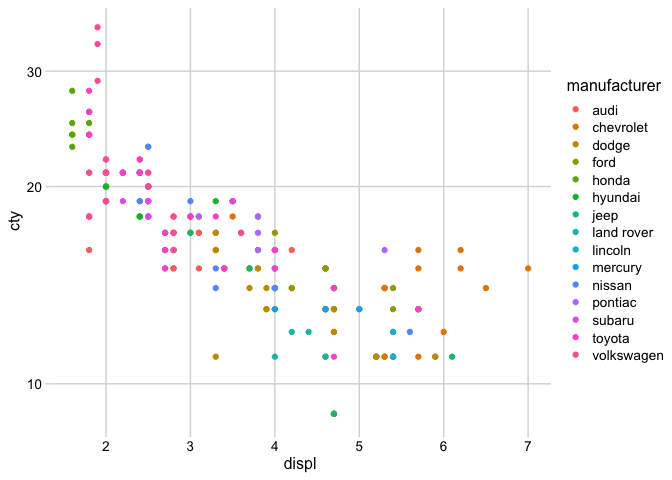 30
20
10
cty
2 3 4 5 6 7
displ
manufacturer
audi
chevrolet
dodge
ford
honda
hyundai
jeep
land rover
lincoln
mercury
nissan
pontiac
subaru
toyota
volkswagen